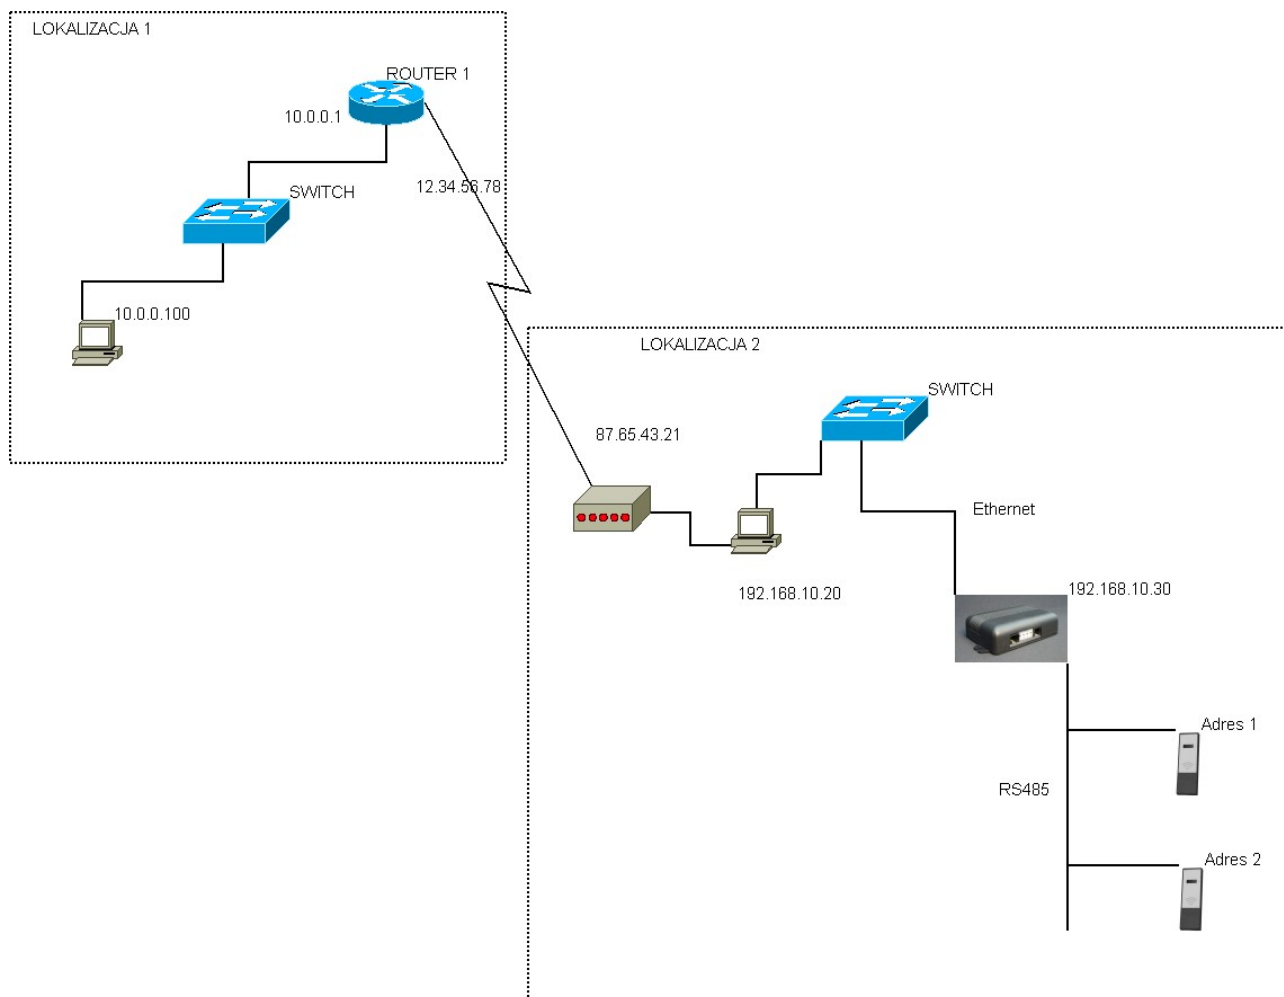 LOKALIZACJA 1
ROUTER 1
10.0.0.1
12.34.56.78
SWITCH
10.0.0.100
LOKALIZACJA 2
SWITCH
87.65.43.21
Ethernet
192.168.10.20
192.168.10.30
Adres 1
RS485
Adres 2